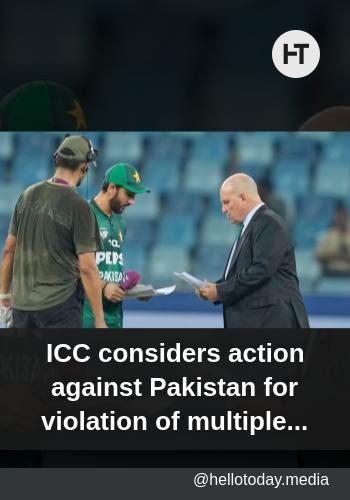 HT
ICC considers action
against Pakistan for
violation of multiple...
@hellotoday.media